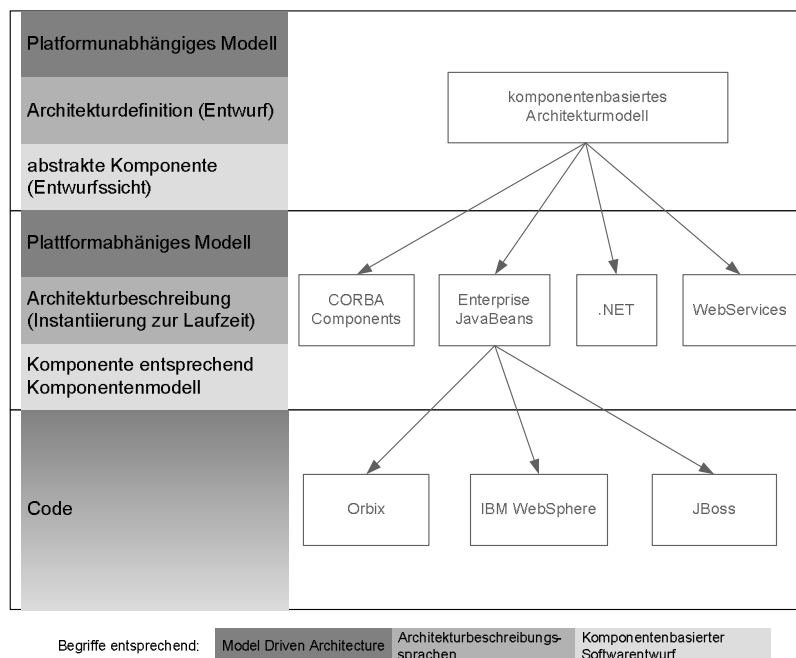 Platformunabhängiges Modell
Architekturdefinition (Entwurf)
komponentenbasiertes
Architekturmodell
abstrakte Komponente
(Entwurfssicht)
Plattformabhäniges Modell
Architekturbeschreibung
(Instantiierung zur Laufzeit)
CORBA
Components
Enterprise
JavaBeans
.NET
WebServices
Komponente entsprechend
Komponentenmodell
Code
Orbix
IBM WebSphere
JBoss
Begriffe entsprechend:
Model Driven Architecture
Architekturbeschreibungs-
sprachen
Komponentenbasierter
Softwarentwurf